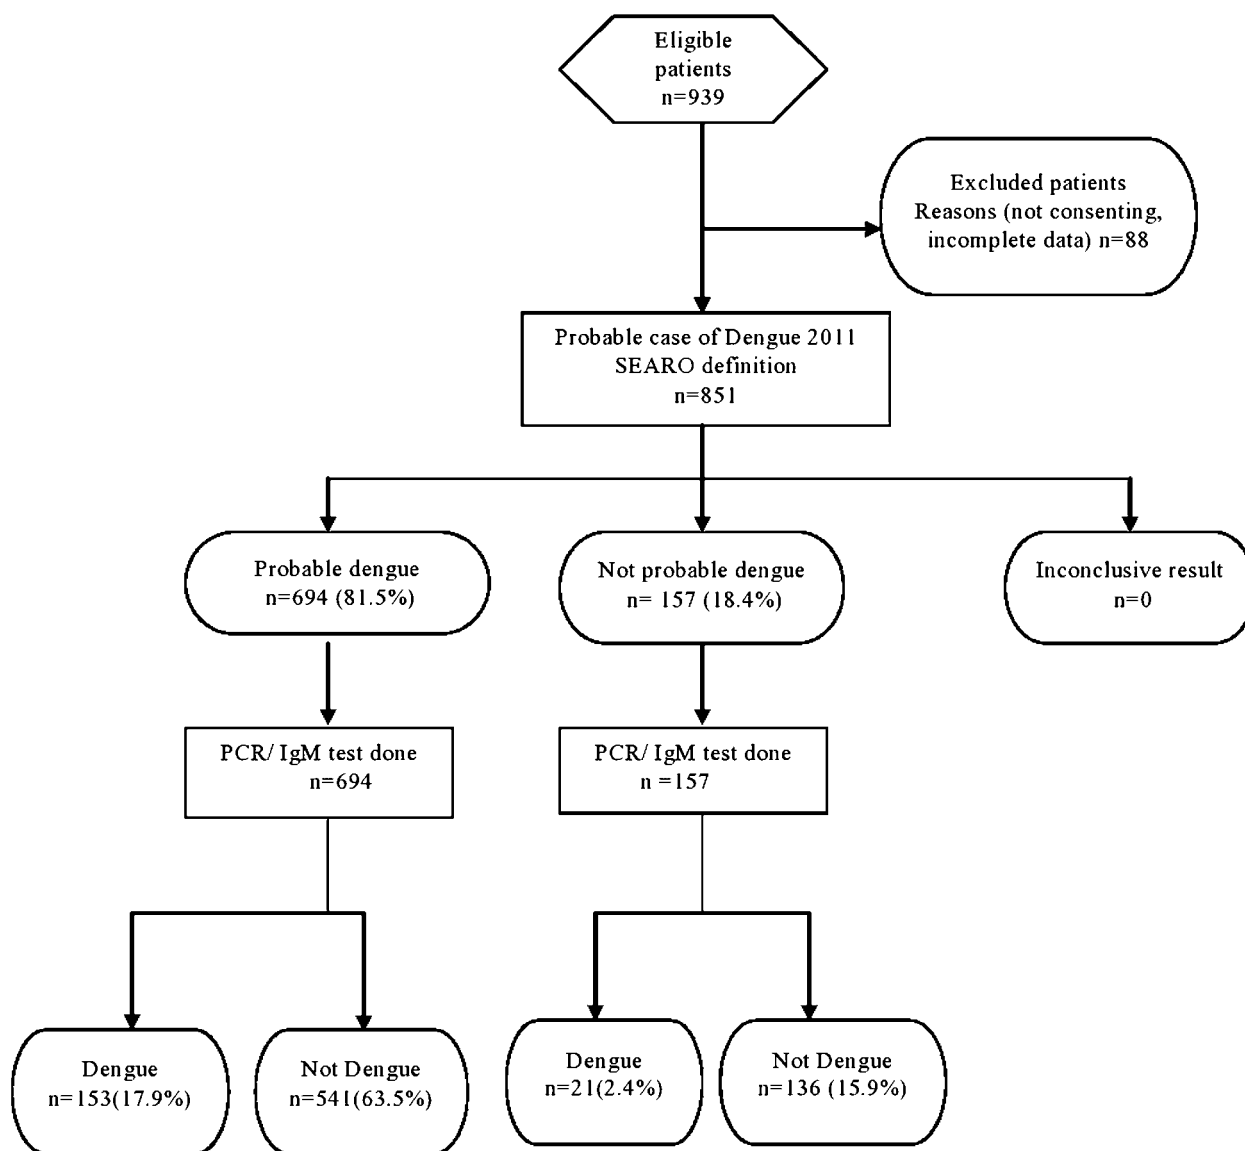 Eligible
patients
n=939
Excluded patients
Reasons (not consenting,
incomplete data) n=88
Probable case of Dengue 2011
SEARO definition
n=851
Probable dengue
n=694 (81.5%)
Not probable dengue
n= 157 (18.4%)
Inconclusive result
n=0
PCR/ IgM test done
n=694
PCR/ IgM test done
n =157
Dengue
n=153(17.9%)
Not Dengue
n=541(63.5%)
Dengue
n=21(2.4%)
Not Dengue
n=136 (15.9%)